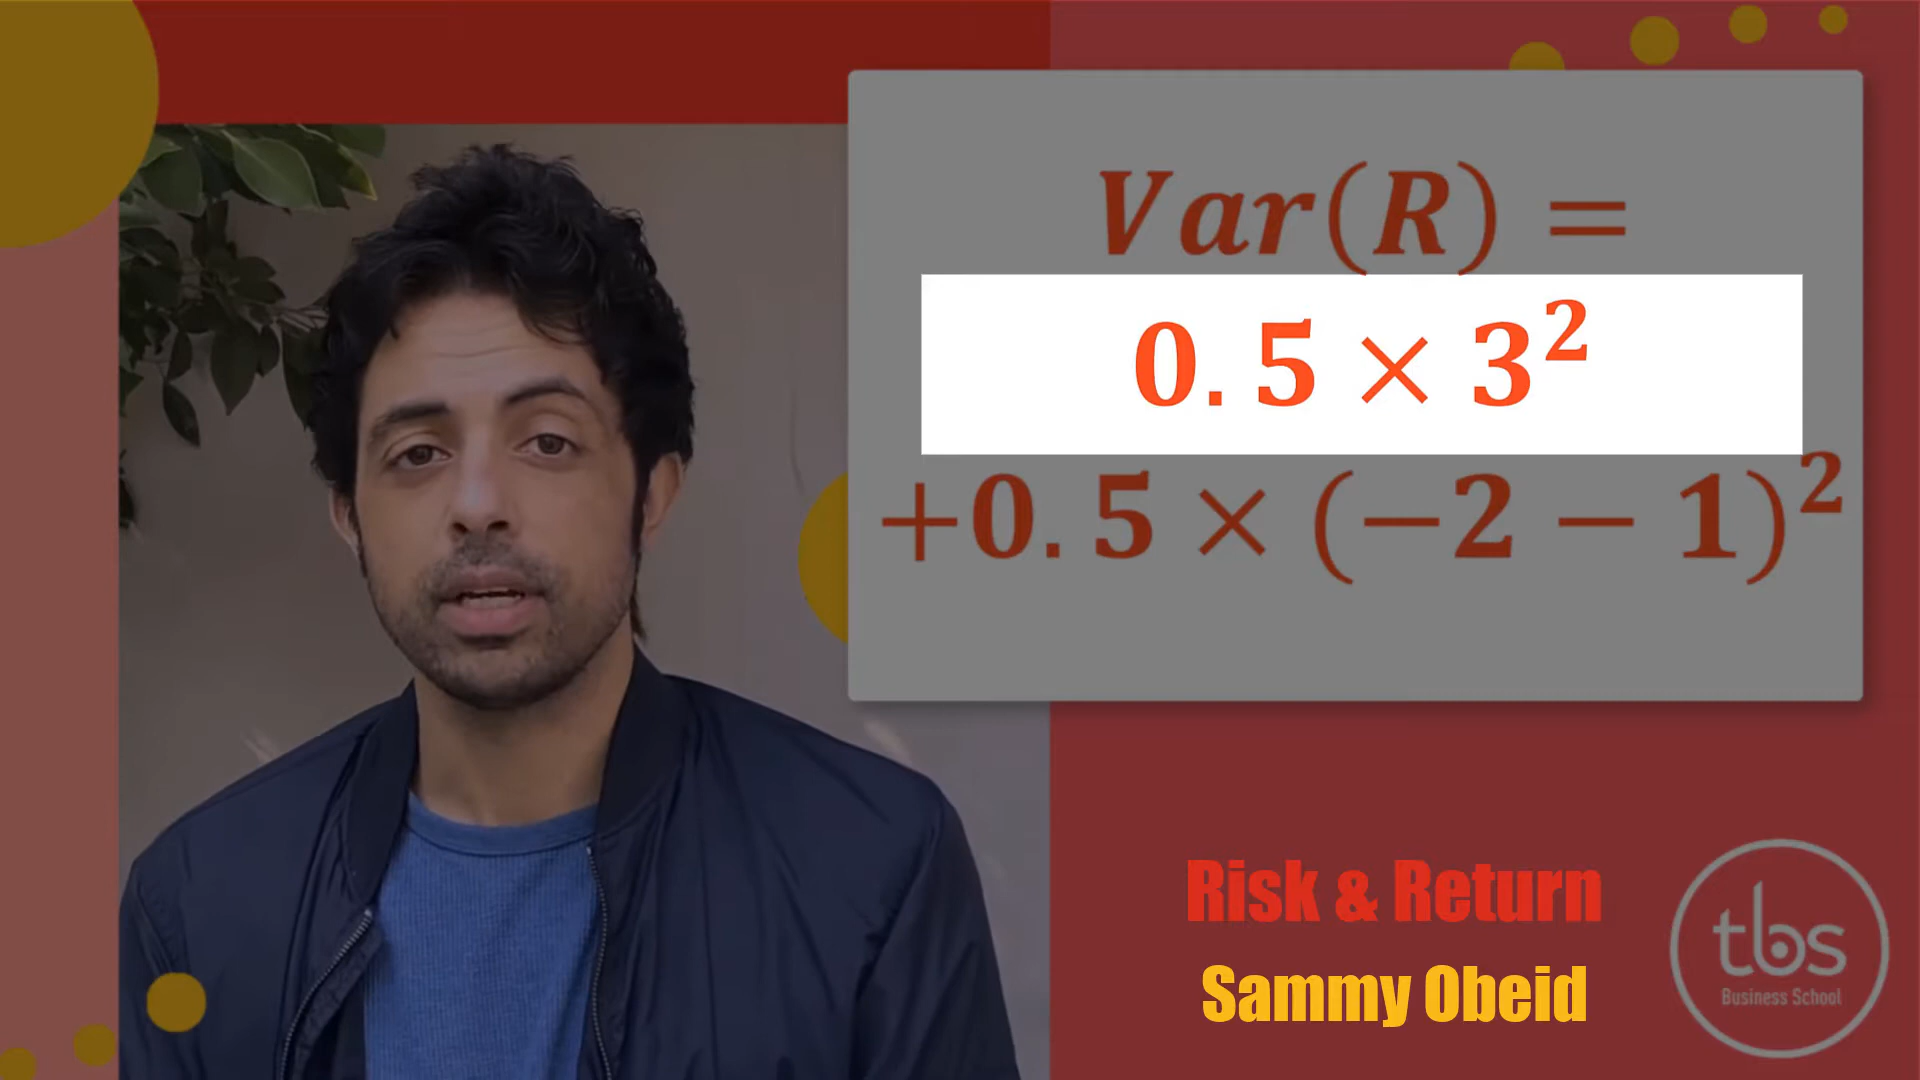 Var(R) =
0.5 × 3²
+0.5 × (−2 − 1)²
Risk & Return
Sammy Obeid
tbs
Business School